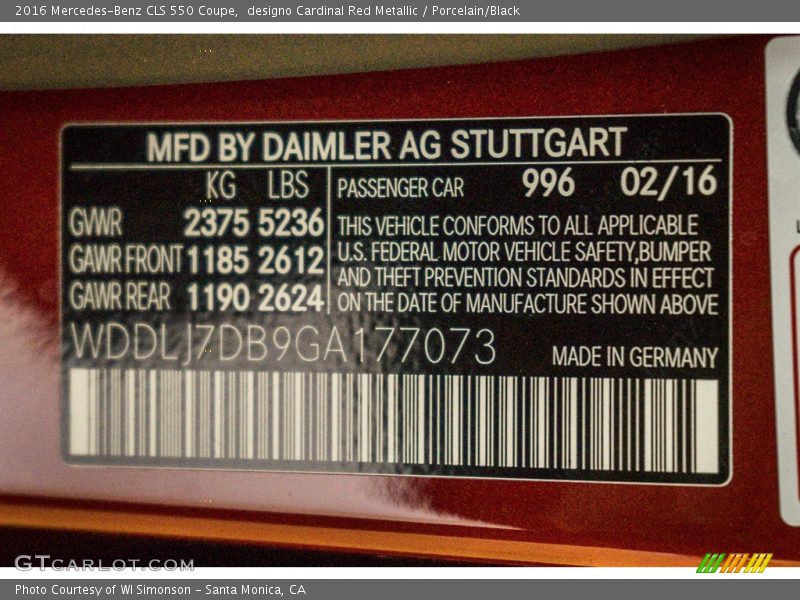 2016 Mercedes-Benz CLS 550 Coupe, designo Cardinal Red Metallic / Porcelain/Black
MFD BY DAIMLER AG STUTTGART
KG LBS
GVWR 2375 5236
GAWR FRONT 1185 2612
GAWR REAR 1190 2624
PASSENGER CAR 996 02/16
THIS VEHICLE CONFORMS TO ALL APPLICABLE
U.S. FEDERAL MOTOR VEHICLE SAFETY,BUMPER
AND THEFT PREVENTION STANDARDS IN EFFECT
ON THE DATE OF MANUFACTURE SHOWN ABOVE
WDDLJ7DB9GA177073
MADE IN GERMANY
GTCARLOT.COM
Photo Courtesy of WI Simonson - Santa Monica, CA